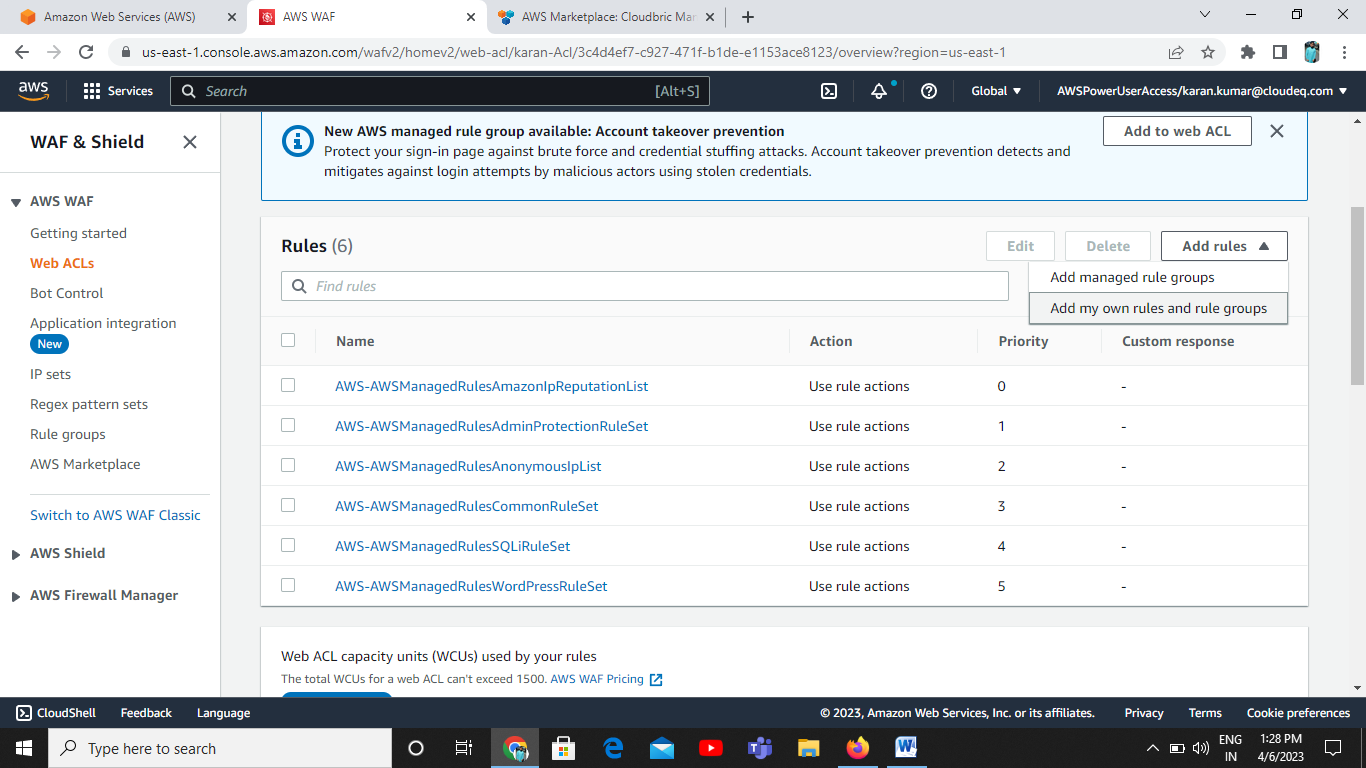 Amazon Web Services (AWS)
AWS WAF
AWS Marketplace: Cloudbric Mar
us-east-1.console.aws.amazon.com/wafv2/homev2/web-acl/karan-Acl/3c4d4ef7-c927-471f-b1de-e1153ace8123/overview?region=us-east-1
aws
Services
Search
[Alt+S]
Global
AWSPowerUserAccess/karan.kumar@cloudeq.com
WAF & Shield
AWS WAF
Getting started
Web ACLs
Bot Control
Application integration
New
IP sets
Regex pattern sets
Rule groups
AWS Marketplace
Switch to AWS WAF Classic
AWS Shield
AWS Firewall Manager
New AWS managed rule group available: Account takeover prevention
Protect your sign-in page against brute force and credential stuffing attacks. Account takeover prevention detects and
mitigates against login attempts by malicious actors using stolen credentials.
Add to web ACL
Rules (6)
Edit
Delete
Add rules
Find rules
Add managed rule groups
Add my own rules and rule groups
Name Action Priority Custom response
AWS-AWSManagedRulesAmazonIpReputationList Use rule actions 0 -
AWS-AWSManagedRulesAdminProtectionRuleSet Use rule actions 1 -
AWS-AWSManagedRulesAnonymousIpList Use rule actions 2 -
AWS-AWSManagedRulesCommonRuleSet Use rule actions 3 -
AWS-AWSManagedRulesSQLiRuleSet Use rule actions 4 -
AWS-AWSManagedRulesWordPressRuleSet Use rule actions 5 -
Web ACL capacity units (WCUs) used by your rules
The total WCUs for a web ACL can't exceed 1500. AWS WAF Pricing
CloudShell
Feedback
Language
© 2023, Amazon Web Services, Inc. or its affiliates.
Privacy
Terms
Cookie preferences
Type here to search
ENG
IN
1:28 PM
4/6/2023